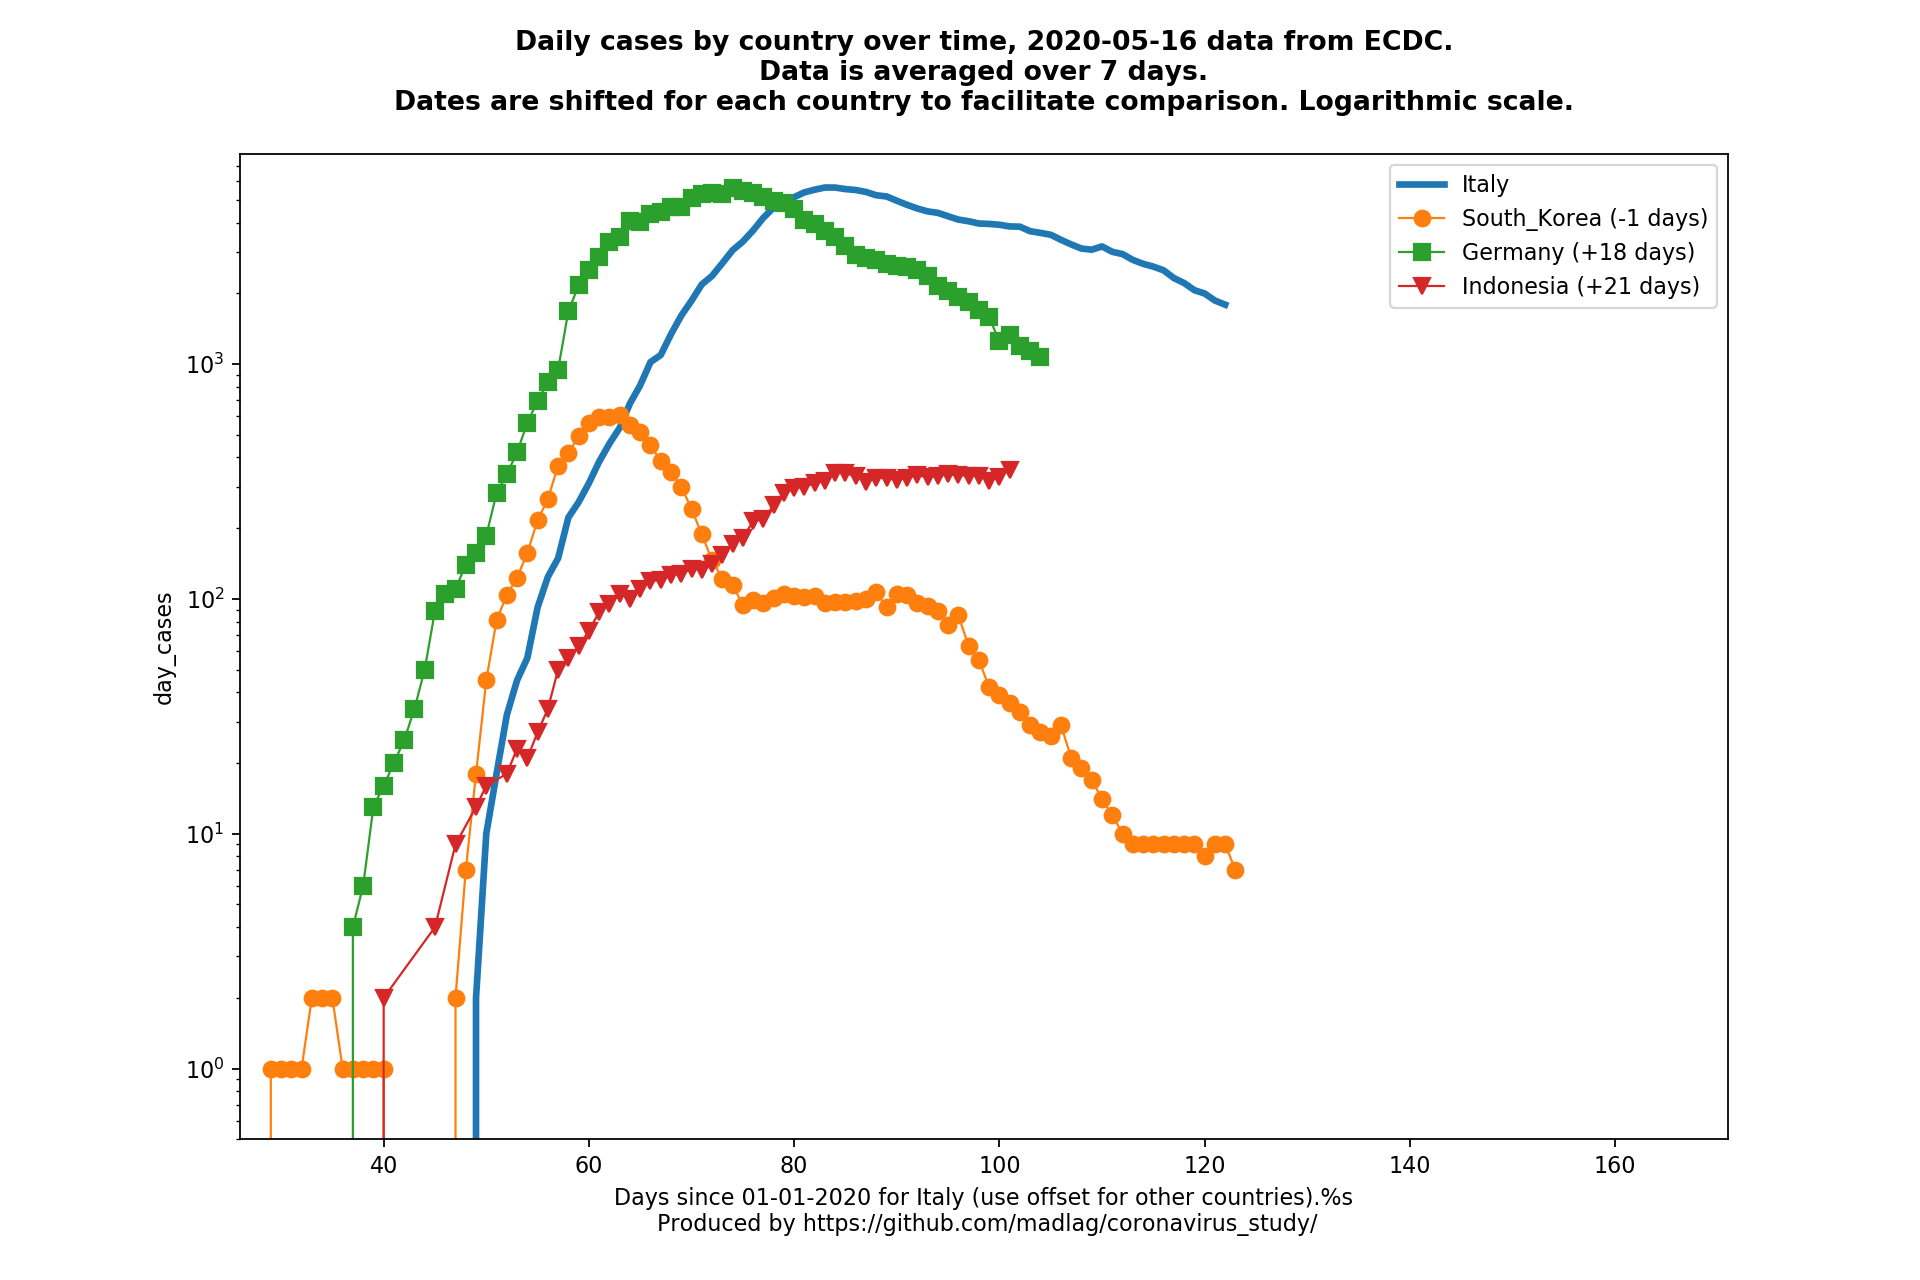 Daily cases by country over time, 2020-05-16 data from ECDC.
Data is averaged over 7 days.
Dates are shifted for each country to facilitate comparison. Logarithmic scale.
Italy
South_Korea (-1 days)
Germany (+18 days)
Indonesia (+21 days)
day_cases
10³
10²
10¹
10⁰
40 60 80 100 120 140 160
Days since 01-01-2020 for Italy (use offset for other countries).%s
Produced by https://github.com/madlag/coronavirus_study/